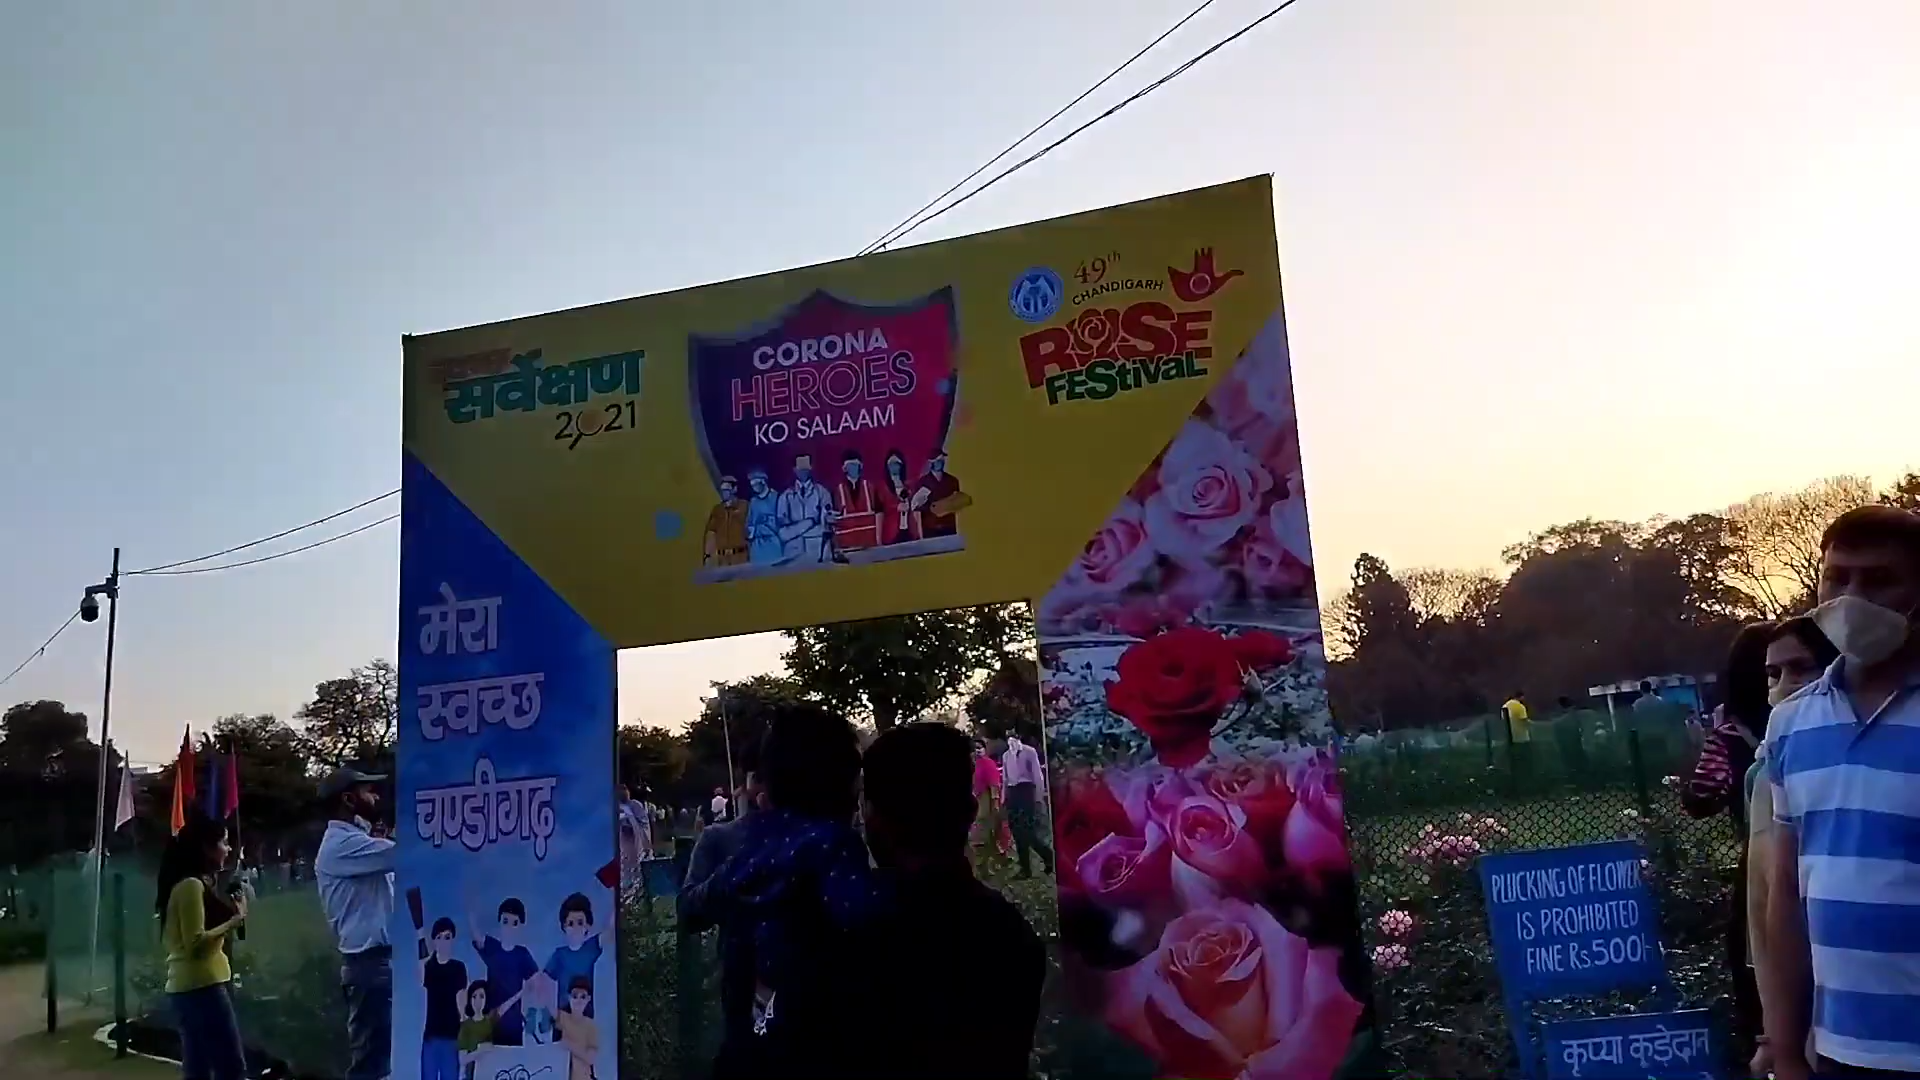 सर्वेक्षण
2021
CORONA
HEROES
KO SALAAM
49th
CHANDIGARH
ROSE
FESTIVAL
मेरा
स्वच्छ
चण्डीगढ़
PLUCKING OF FLOWER
IS PROHIBITED
FINE Rs.500/-
कृप्या कूड़ेदान